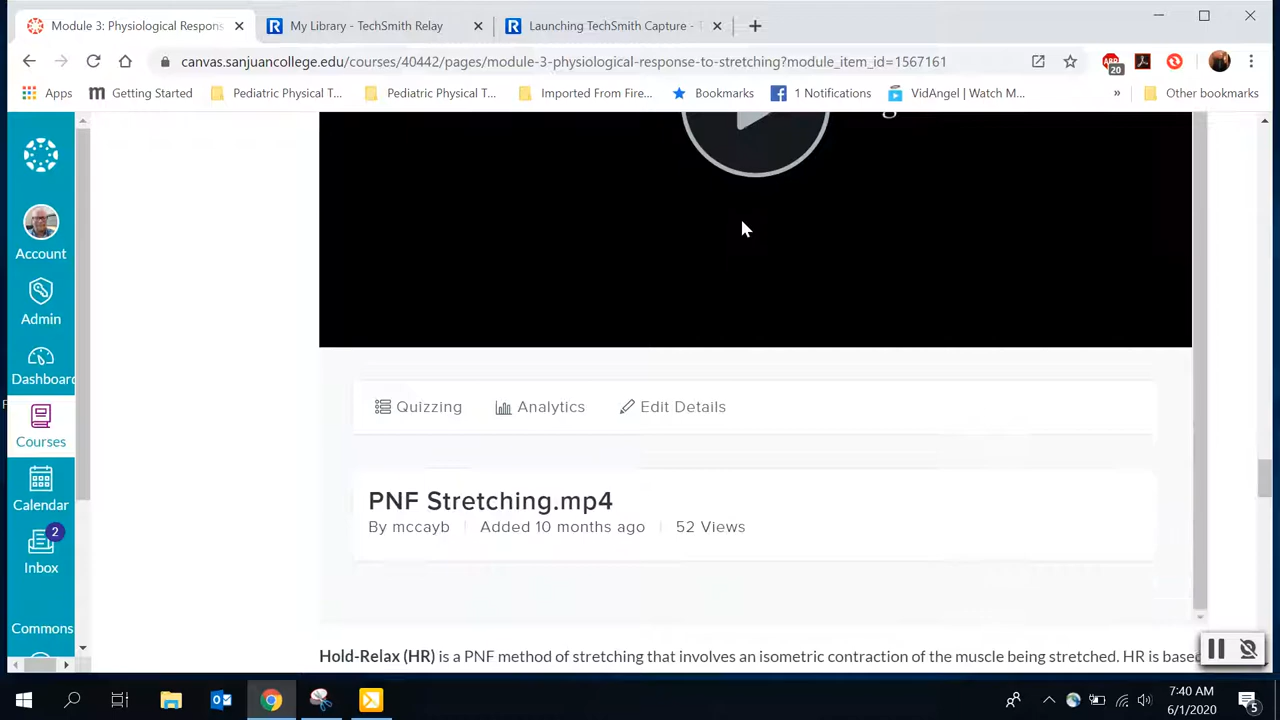 Module 3: Physiological Respons
My Library - TechSmith Relay
Launching TechSmith Capture - T
canvas.sanjuancollege.edu/courses/40442/pages/module-3-physiological-response-to-stretching?module_item_id=1567161
ABP
20
Apps
Getting Started
Pediatric Physical T...
Pediatric Physical T...
Imported From Fire...
Bookmarks
1 Notifications
VidAngel | Watch M...
»
Other bookmarks
Account
Admin
Dashboard
Courses
Calendar
2
Inbox
Commons
Quizzing
Analytics
Edit Details
PNF Stretching.mp4
By mccayb
Added 10 months ago
52 Views
Hold-Relax (HR) is a PNF method of stretching that involves an isometric contraction of the muscle being stretched. HR is based
7:40 AM
6/1/2020
5